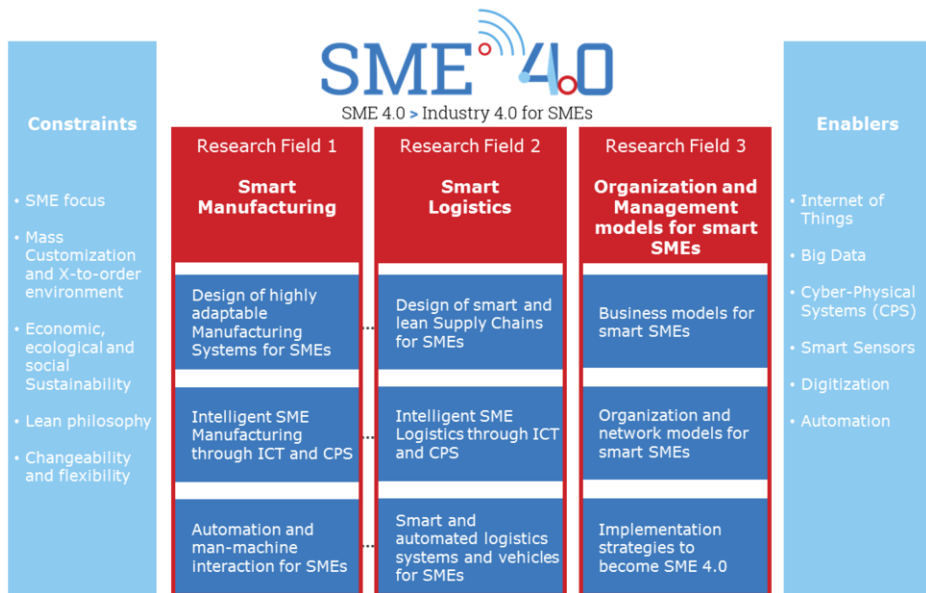 SME 4.0
SME 4.0 > Industry 4.0 for SMEs
Constraints
• SME focus
• Mass
Customization
and X-to-order
environment
• Economic,
ecological and
social
Sustainability
• Lean philosophy
• Changeability
and flexibility
Research Field 1
Smart
Manufacturing
Design of highly
adaptable
Manufacturing
Systems for SMEs
Intelligent SME
Manufacturing
through ICT and CPS
Automation and
man-machine
interaction for SMEs
Research Field 2
Smart
Logistics
Design of smart and
lean Supply Chains
for SMEs
Intelligent SME
Logistics through ICT
and CPS
Smart and
automated logistics
systems and vehicles
for SMEs
Research Field 3
Organization and
Management
models for smart
SMEs
Business models for
smart SMEs
Organization and
network models for
smart SMEs
Implementation
strategies to
become SME 4.0
Enablers
• Internet of
Things
• Big Data
• Cyber-Physical
Systems (CPS)
• Smart Sensors
• Digitization
• Automation